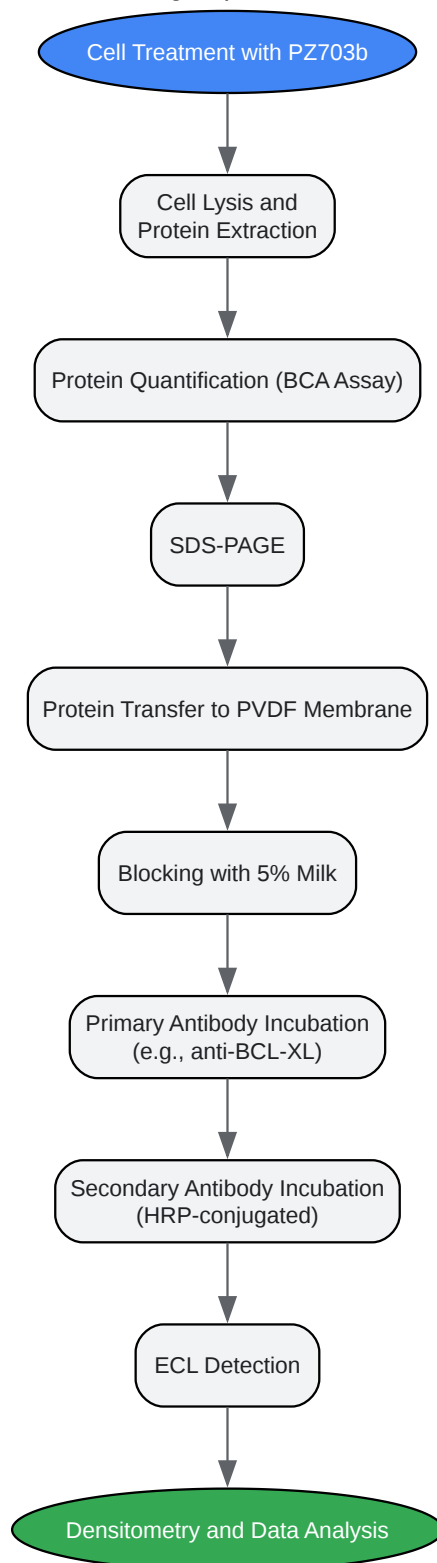 Cell Treatment with PZ703b
Cell Lysis and
Protein Extraction
Protein Quantification (BCA Assay)
SDS-PAGE
Protein Transfer to PVDF Membrane
Blocking with 5% Milk
Primary Antibody Incubation
(e.g., anti-BCL-XL)
Secondary Antibody Incubation
(HRP-conjugated)
ECL Detection
Densitometry and Data Analysis